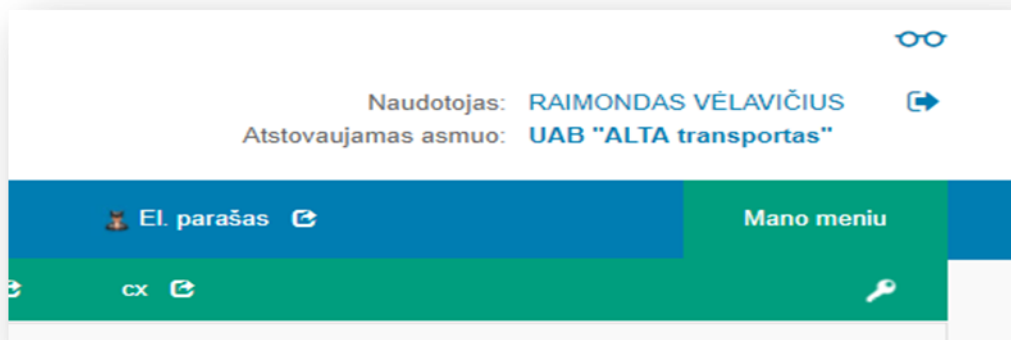 Naudotojas: RAIMONDAS VĖLAVIČIUS
Atstovaujamas asmuo: UAB "ALTA transportas"
El. parašas Mano meniu
cx